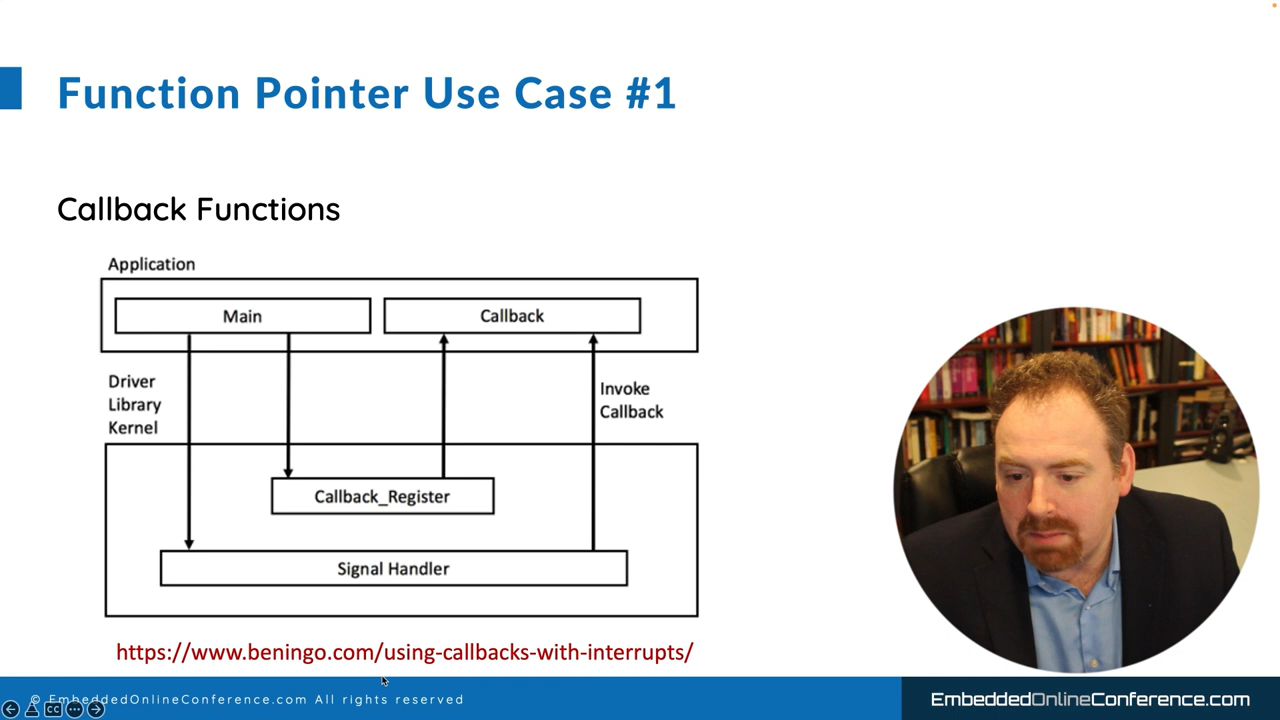 Function Pointer Use Case #1
Callback Functions
Application
Main
Callback
Driver
Library
Kernel
Invoke
Callback
Callback_Register
Signal Handler
https://www.beningo.com/using-callbacks-with-interrupts/
© EmbeddedOnlineConference.com All rights reserved
CC
EmbeddedOnlineConference.com